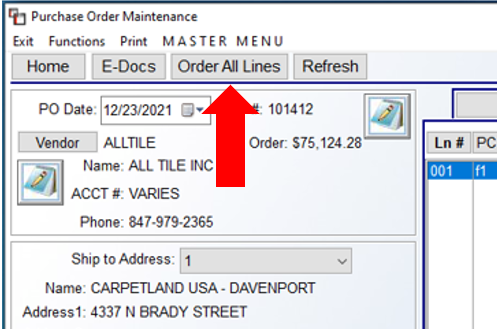 Purchase Order Maintenance
Exit Functions Print M A S T E R M E N U
Home E-Docs Order All Lines Refresh
PO Date: 12/23/2021 #: 101412
Vendor ALLTILE Order: $75,124.28
Name: ALL TILE INC
ACCT #: VARIES
Phone: 847-979-2365
Ship to Address: 1
Name: CARPETLAND USA - DAVENPORT
Address1: 4337 N BRADY STREET
Ln # PC
001 f1